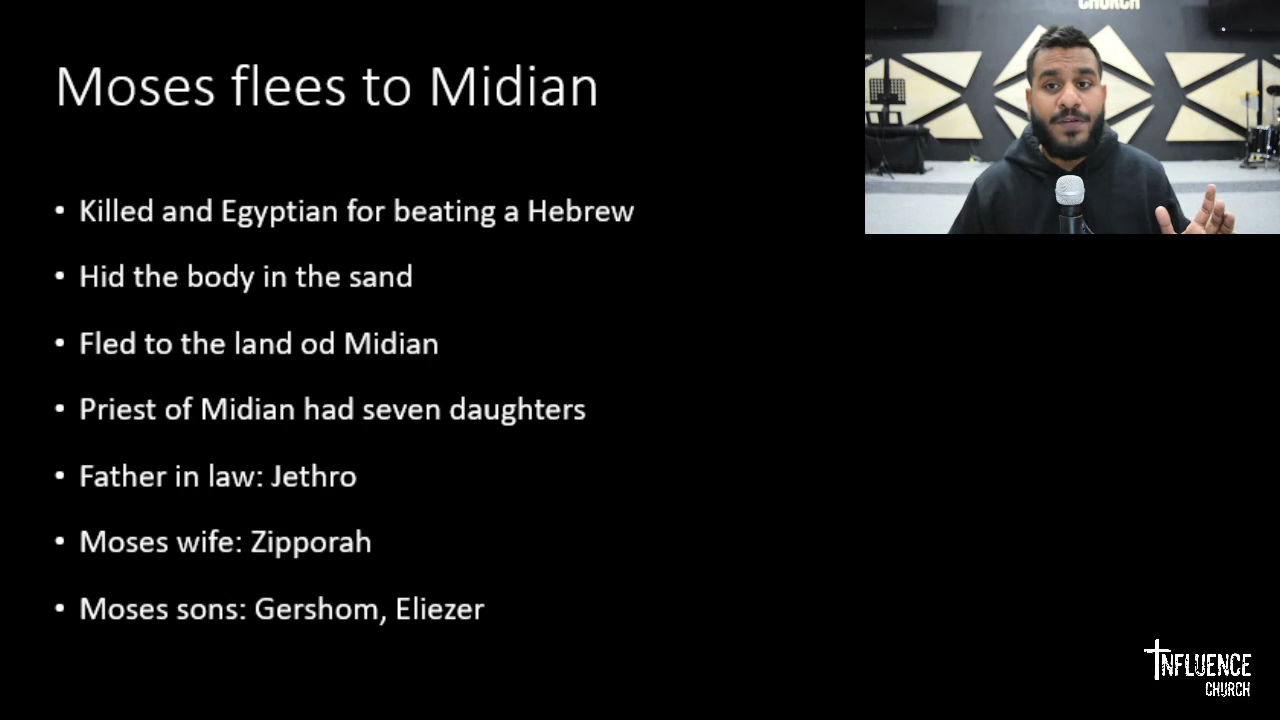 CHURCH
Moses flees to Midian
• Killed and Egyptian for beating a Hebrew
• Hid the body in the sand
• Fled to the land od Midian
• Priest of Midian had seven daughters
• Father in law: Jethro
• Moses wife: Zipporah
• Moses sons: Gershom, Eliezer
INFLUENCE
CHURCH